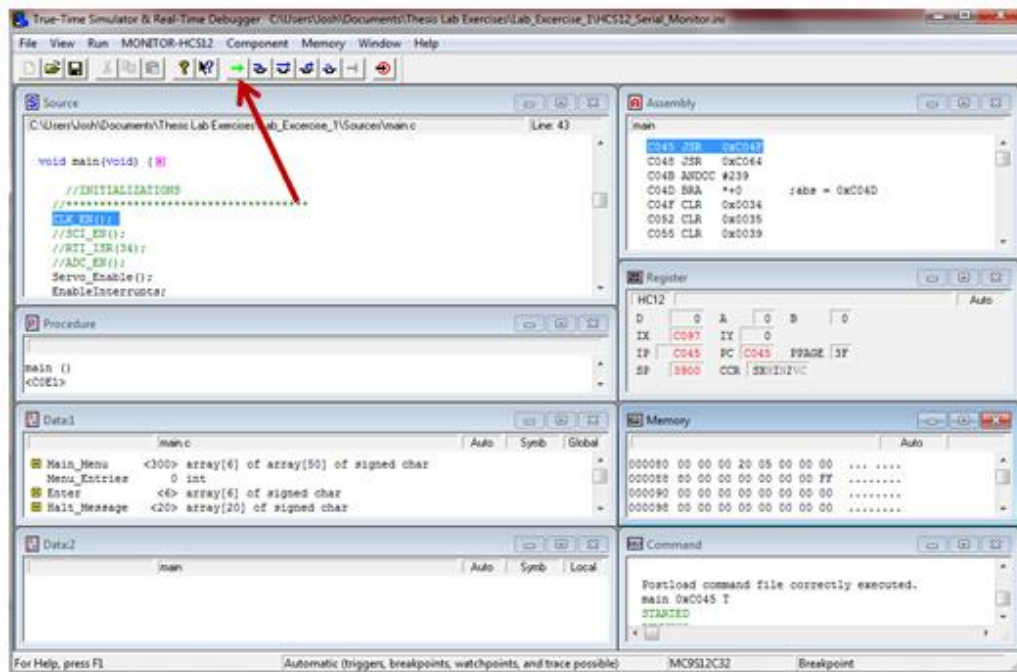 True-Time Simulator & Real-Time Debugger C:\Users\Josh\Documents\Thesis Lab Exercises\Lab_Excercise_1\HCS12_Serial_Monitor.ini
File View Run MONITOR-HCS12 Component Memory Window Help
Source
C:\Users\Josh\Documents\Thesis Lab Exercises\Lab_Excercise_1\Sources\main.c Line: 43
void main(void) {
//INITIALIZATIONS
//***********************************
CLK_EN();
//SCI_EN();
//RTI_ISR(34);
//ADC_EN();
Servo_Enable();
EnableInterrupts;
Procedure
main ()
<C0E1>
Data:1
main.c Auto Symb Global
Main_Menu <300> array[6] of array[50] of signed char
Menu_Entries 0 int
Enter <6> array[6] of signed char
Halt_Message <20> array[20] of signed char
Data:2
main Auto Symb Local
Assembly
main
C045 JSR 0xC04F
C048 JSR 0xC064
C04B ANDCC #239
C04D BRA *+0 ;abs = 0xC04D
C04F CLR 0x0034
C052 CLR 0x0035
C055 CLR 0x0039
Register
HC12 Auto
D 0 A 0 B 0
IX C097 IY 0
IP C045 PC C045 PPAGE 3F
SP 3900 CCR SXHINZVC
Memory
Auto
000080 00 00 00 20 05 00 00 00 ... ....
000088 80 00 00 00 00 00 00 FF ........
000090 00 00 00 00 00 00 00 00 ........
000098 00 00 00 00 00 00 00 00 ........
Command
Postload command file correctly executed.
main 0xC045 T
STARTED
For Help, press F1 Automatic (triggers, breakpoints, watchpoints, and trace possible) MC9S12C32 Breakpoint